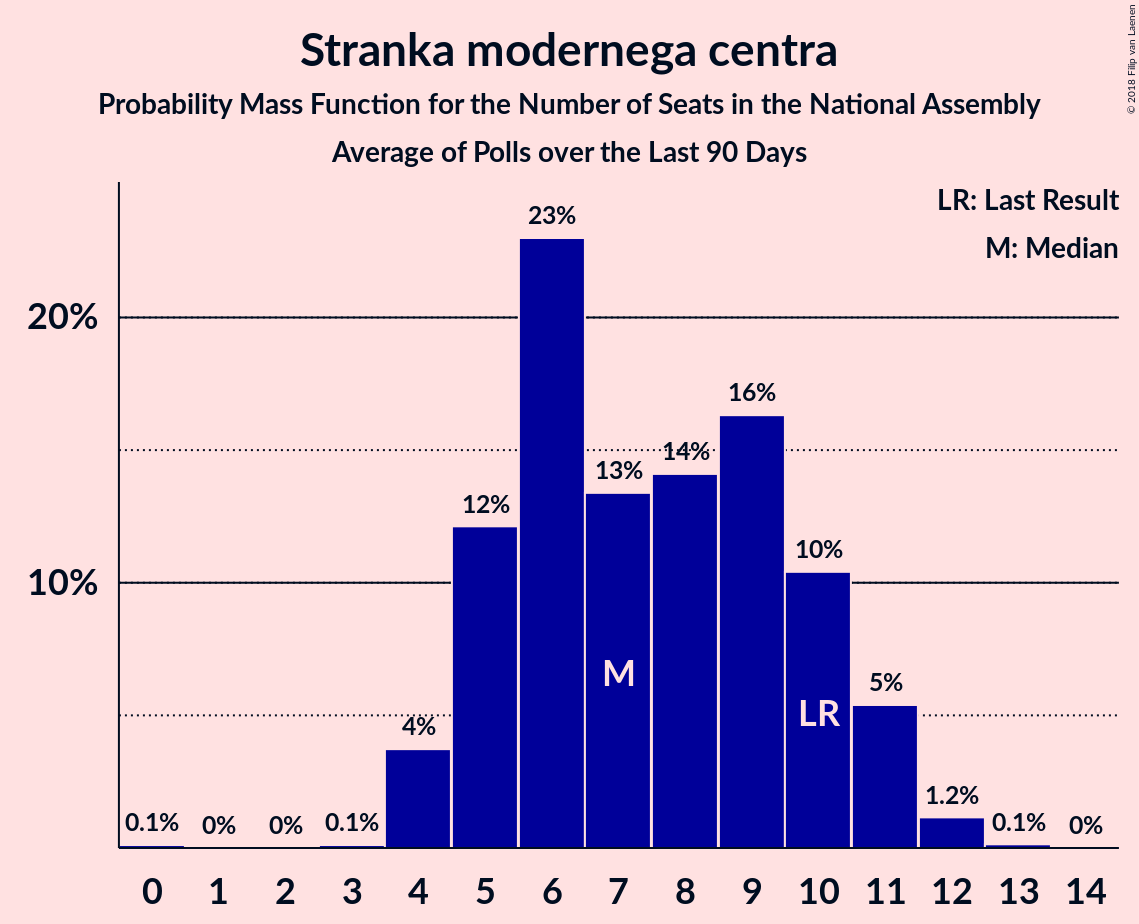 Stranka modernega centra
Probability Mass Function for the Number of Seats in the National Assembly
Average of Polls over the Last 90 Days
© 2018 Filip van Laenen
LR: Last Result
M: Median
20%
10%
0.1%
0%
0%
0.1%
4%
12%
23%
13%
14%
16%
10%
5%
1.2%
0.1%
0%
M
LR
0 1 2 3 4 5 6 7 8 9 10 11 12 13 14